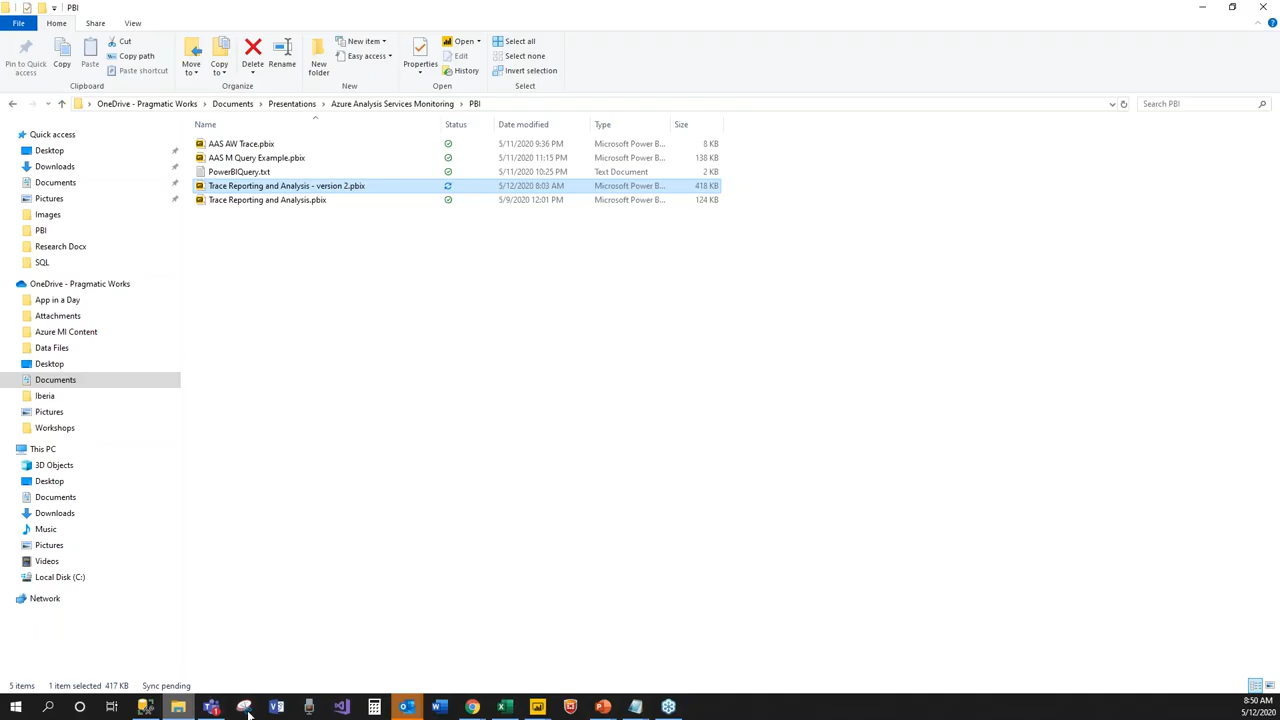 PBI
File Home Share View
Pin to Quick access
Copy
Paste
Cut
Copy path
Paste shortcut
Clipboard
Move to
Copy to
Delete
Rename
Organize
New folder
New item
Easy access
New
Properties
Open
Edit
History
Open
Select all
Select none
Invert selection
Select
OneDrive - Pragmatic Works > Documents > Presentations > Azure Analysis Services Monitoring > PBI
Search PBI
Name Status Date modified Type Size
AAS AW Trace.pbix 5/11/2020 9:36 PM Microsoft Power B... 8 KB
AAS M Query Example.pbix 5/11/2020 11:15 PM Microsoft Power B... 138 KB
PowerBIQuery.txt 5/11/2020 10:25 PM Text Document 2 KB
Trace Reporting and Analysis - version 2.pbix 5/12/2020 8:03 AM Microsoft Power B... 418 KB
Trace Reporting and Analysis.pbix 5/9/2020 12:01 PM Microsoft Power B... 124 KB
Quick access
Desktop
Downloads
Documents
Pictures
Images
PBI
Research Docx
SQL
OneDrive - Pragmatic Works
App in a Day
Attachments
Azure MI Content
Data Files
Desktop
Documents
Iberia
Pictures
Workshops
This PC
3D Objects
Desktop
Documents
Downloads
Music
Pictures
Videos
Local Disk (C:)
Network
5 items 1 item selected 417 KB Sync pending
8:50 AM
5/12/2020